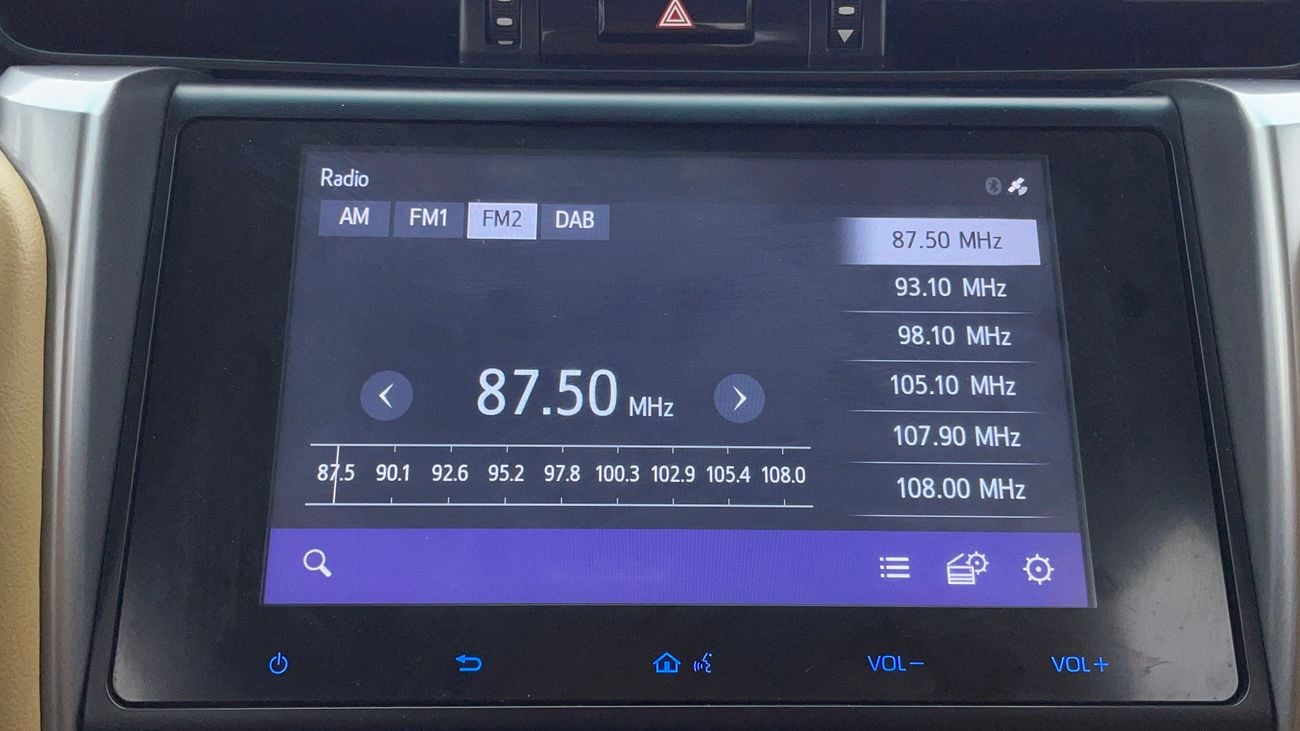 Radio
AM FM1 FM2 DAB
87.50 MHz
93.10 MHz
98.10 MHz
105.10 MHz
107.90 MHz
108.00 MHz
87.50 MHz
87.5 90.1 92.6 95.2 97.8 100.3 102.9 105.4 108.0
VOL− VOL+